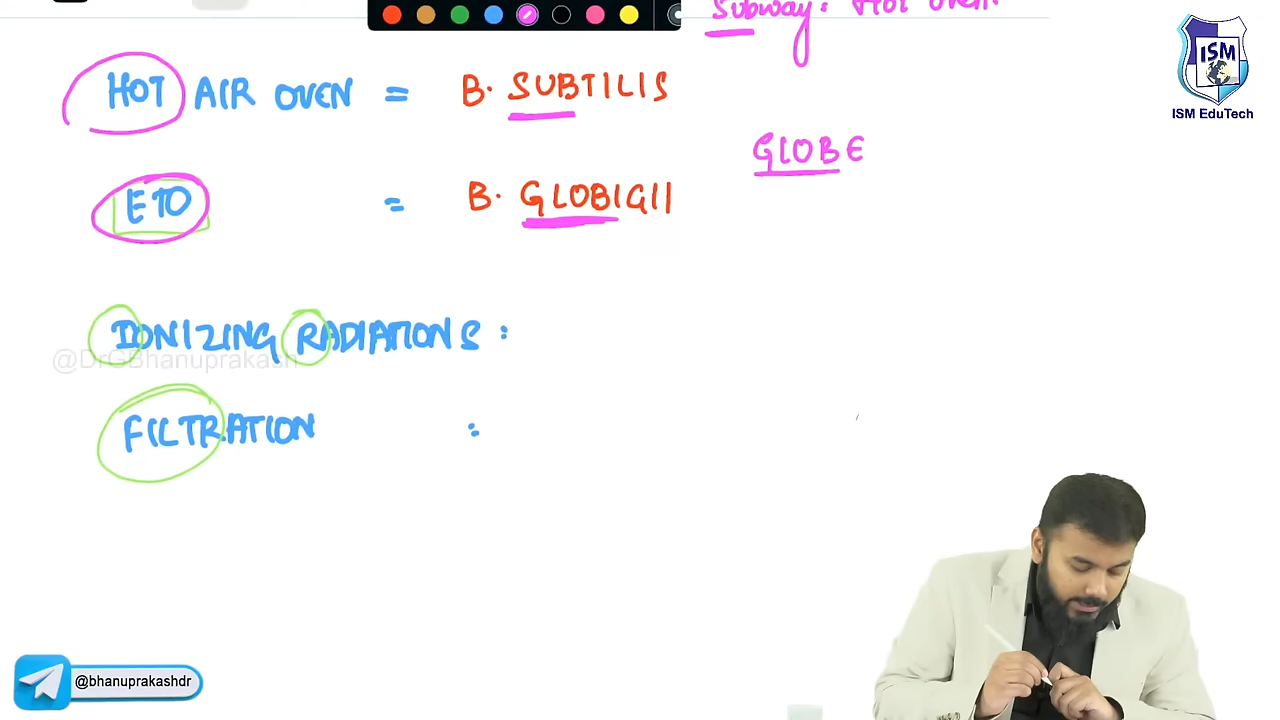 Subway: Hot oven
HOT AIR OVEN = B. SUBTILIS
ISM
ISM EduTech
GLOBE
ETO = B. GLOBIGII
IONIZING RADIATIONS :
@DrGBhanuprakash
FILTRATION :
@bhanuprakashdr